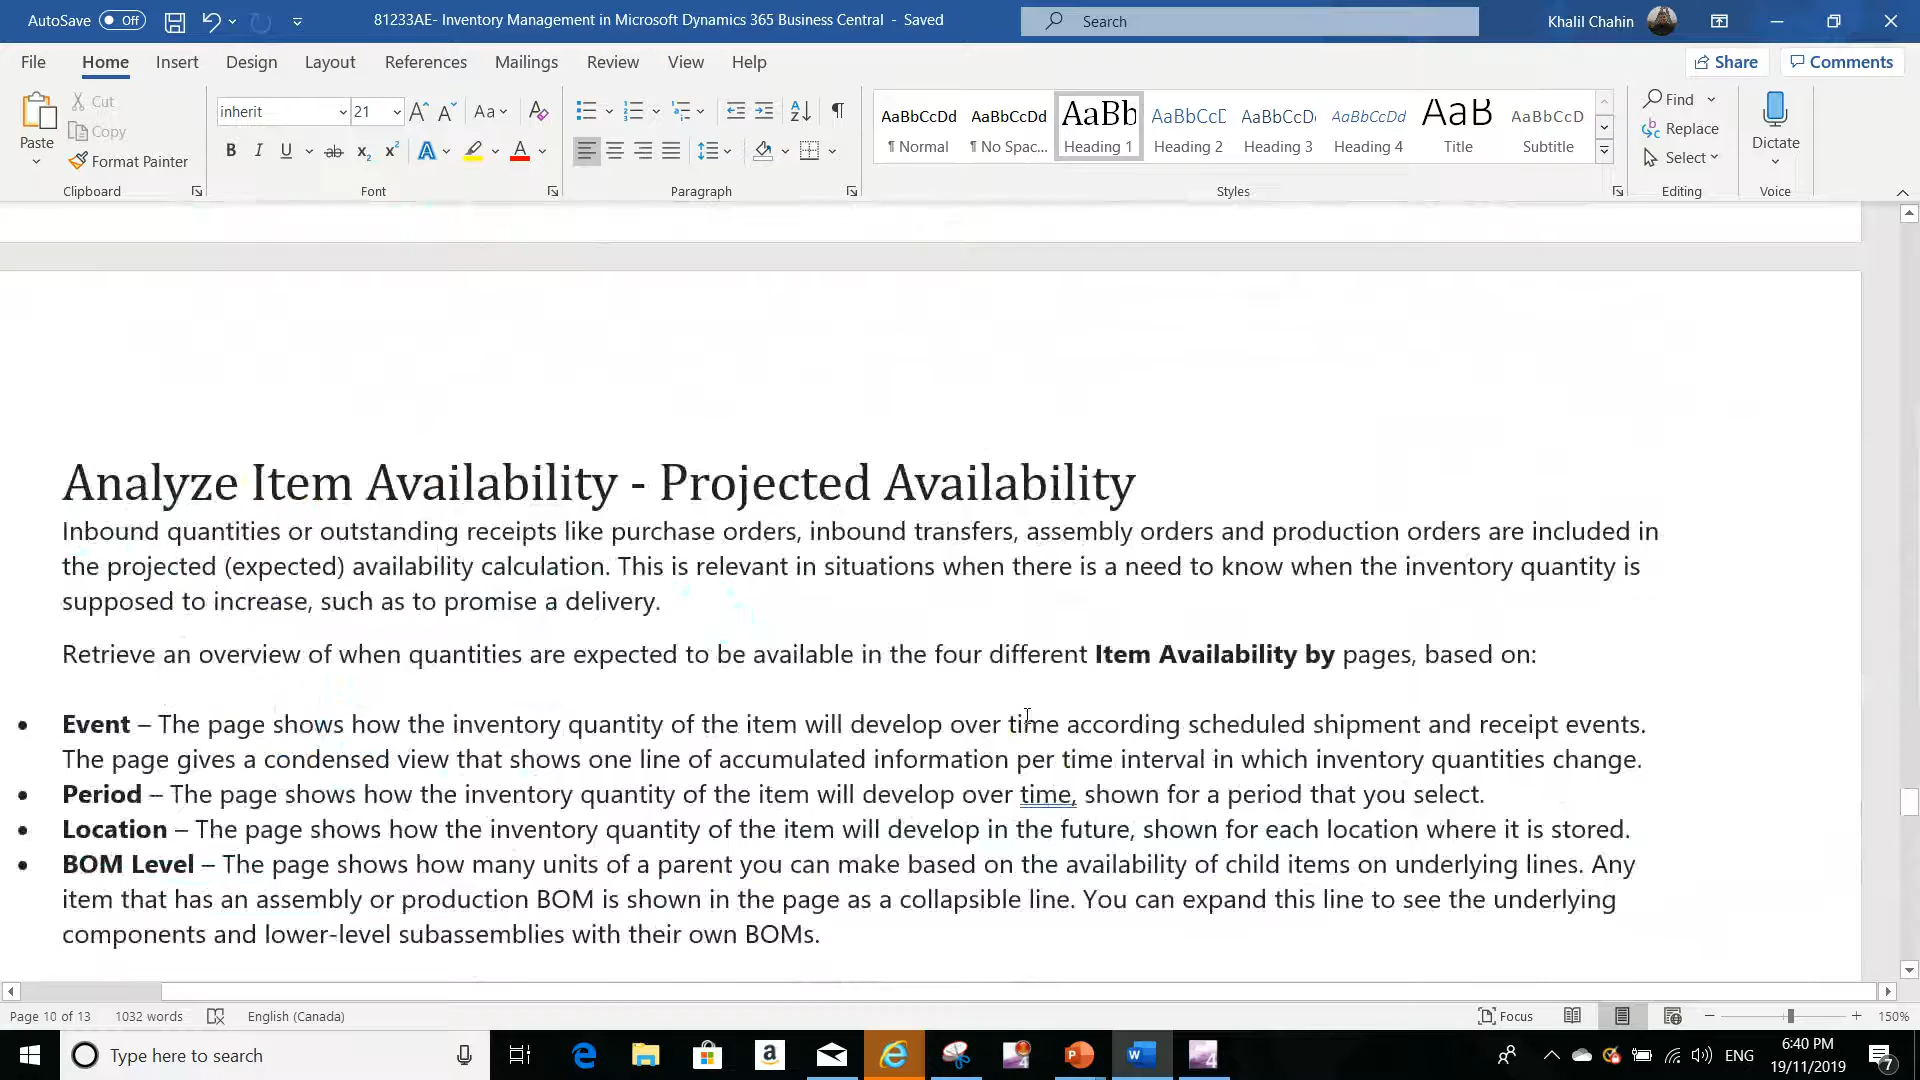 AutoSave Off 81233AE- Inventory Management in Microsoft Dynamics 365 Business Central - Saved Search Khalil Chahin
File Home Insert Design Layout References Mailings Review View Help Share Comments
Paste Cut Copy Format Painter Clipboard
inherit 21 Aa
B I U ab x₂ x² A A Font
Paragraph
AaBbCcDd AaBbCcDd AaBb AaBbCcD AaBbCcDd AaBbCcDd AaB AaBbCcD
¶ Normal ¶ No Spac... Heading 1 Heading 2 Heading 3 Heading 4 Title Subtitle
Styles
Find Replace Select Editing
Dictate Voice
Analyze Item Availability - Projected Availability
Inbound quantities or outstanding receipts like purchase orders, inbound transfers, assembly orders and production orders are included in
the projected (expected) availability calculation. This is relevant in situations when there is a need to know when the inventory quantity is
supposed to increase, such as to promise a delivery.
Retrieve an overview of when quantities are expected to be available in the four different Item Availability by pages, based on:
• Event – The page shows how the inventory quantity of the item will develop over time according scheduled shipment and receipt events.
The page gives a condensed view that shows one line of accumulated information per time interval in which inventory quantities change.
• Period – The page shows how the inventory quantity of the item will develop over time, shown for a period that you select.
• Location – The page shows how the inventory quantity of the item will develop in the future, shown for each location where it is stored.
• BOM Level – The page shows how many units of a parent you can make based on the availability of child items on underlying lines. Any
item that has an assembly or production BOM is shown in the page as a collapsible line. You can expand this line to see the underlying
components and lower-level subassemblies with their own BOMs.
Page 10 of 13 1032 words English (Canada) Focus 150%
Type here to search ENG 6:40 PM
19/11/2019 7